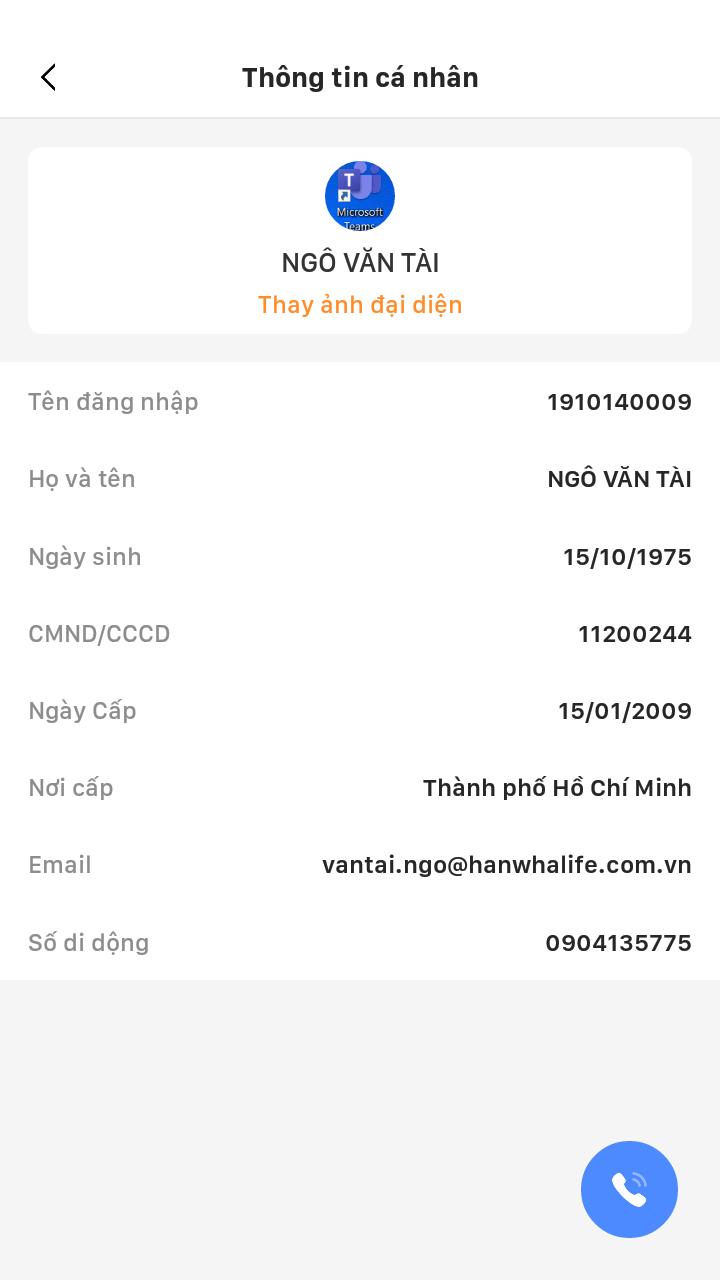 Thông tin cá nhân
T
Microsoft
Teams
NGÔ VĂN TÀI
Thay ảnh đại diện
Tên đăng nhập 1910140009
Họ và tên NGÔ VĂN TÀI
Ngày sinh 15/10/1975
CMND/CCCD 11200244
Ngày Cấp 15/01/2009
Nơi cấp Thành phố Hồ Chí Minh
Email vantai.ngo@hanwhalife.com.vn
Số di động 0904135775